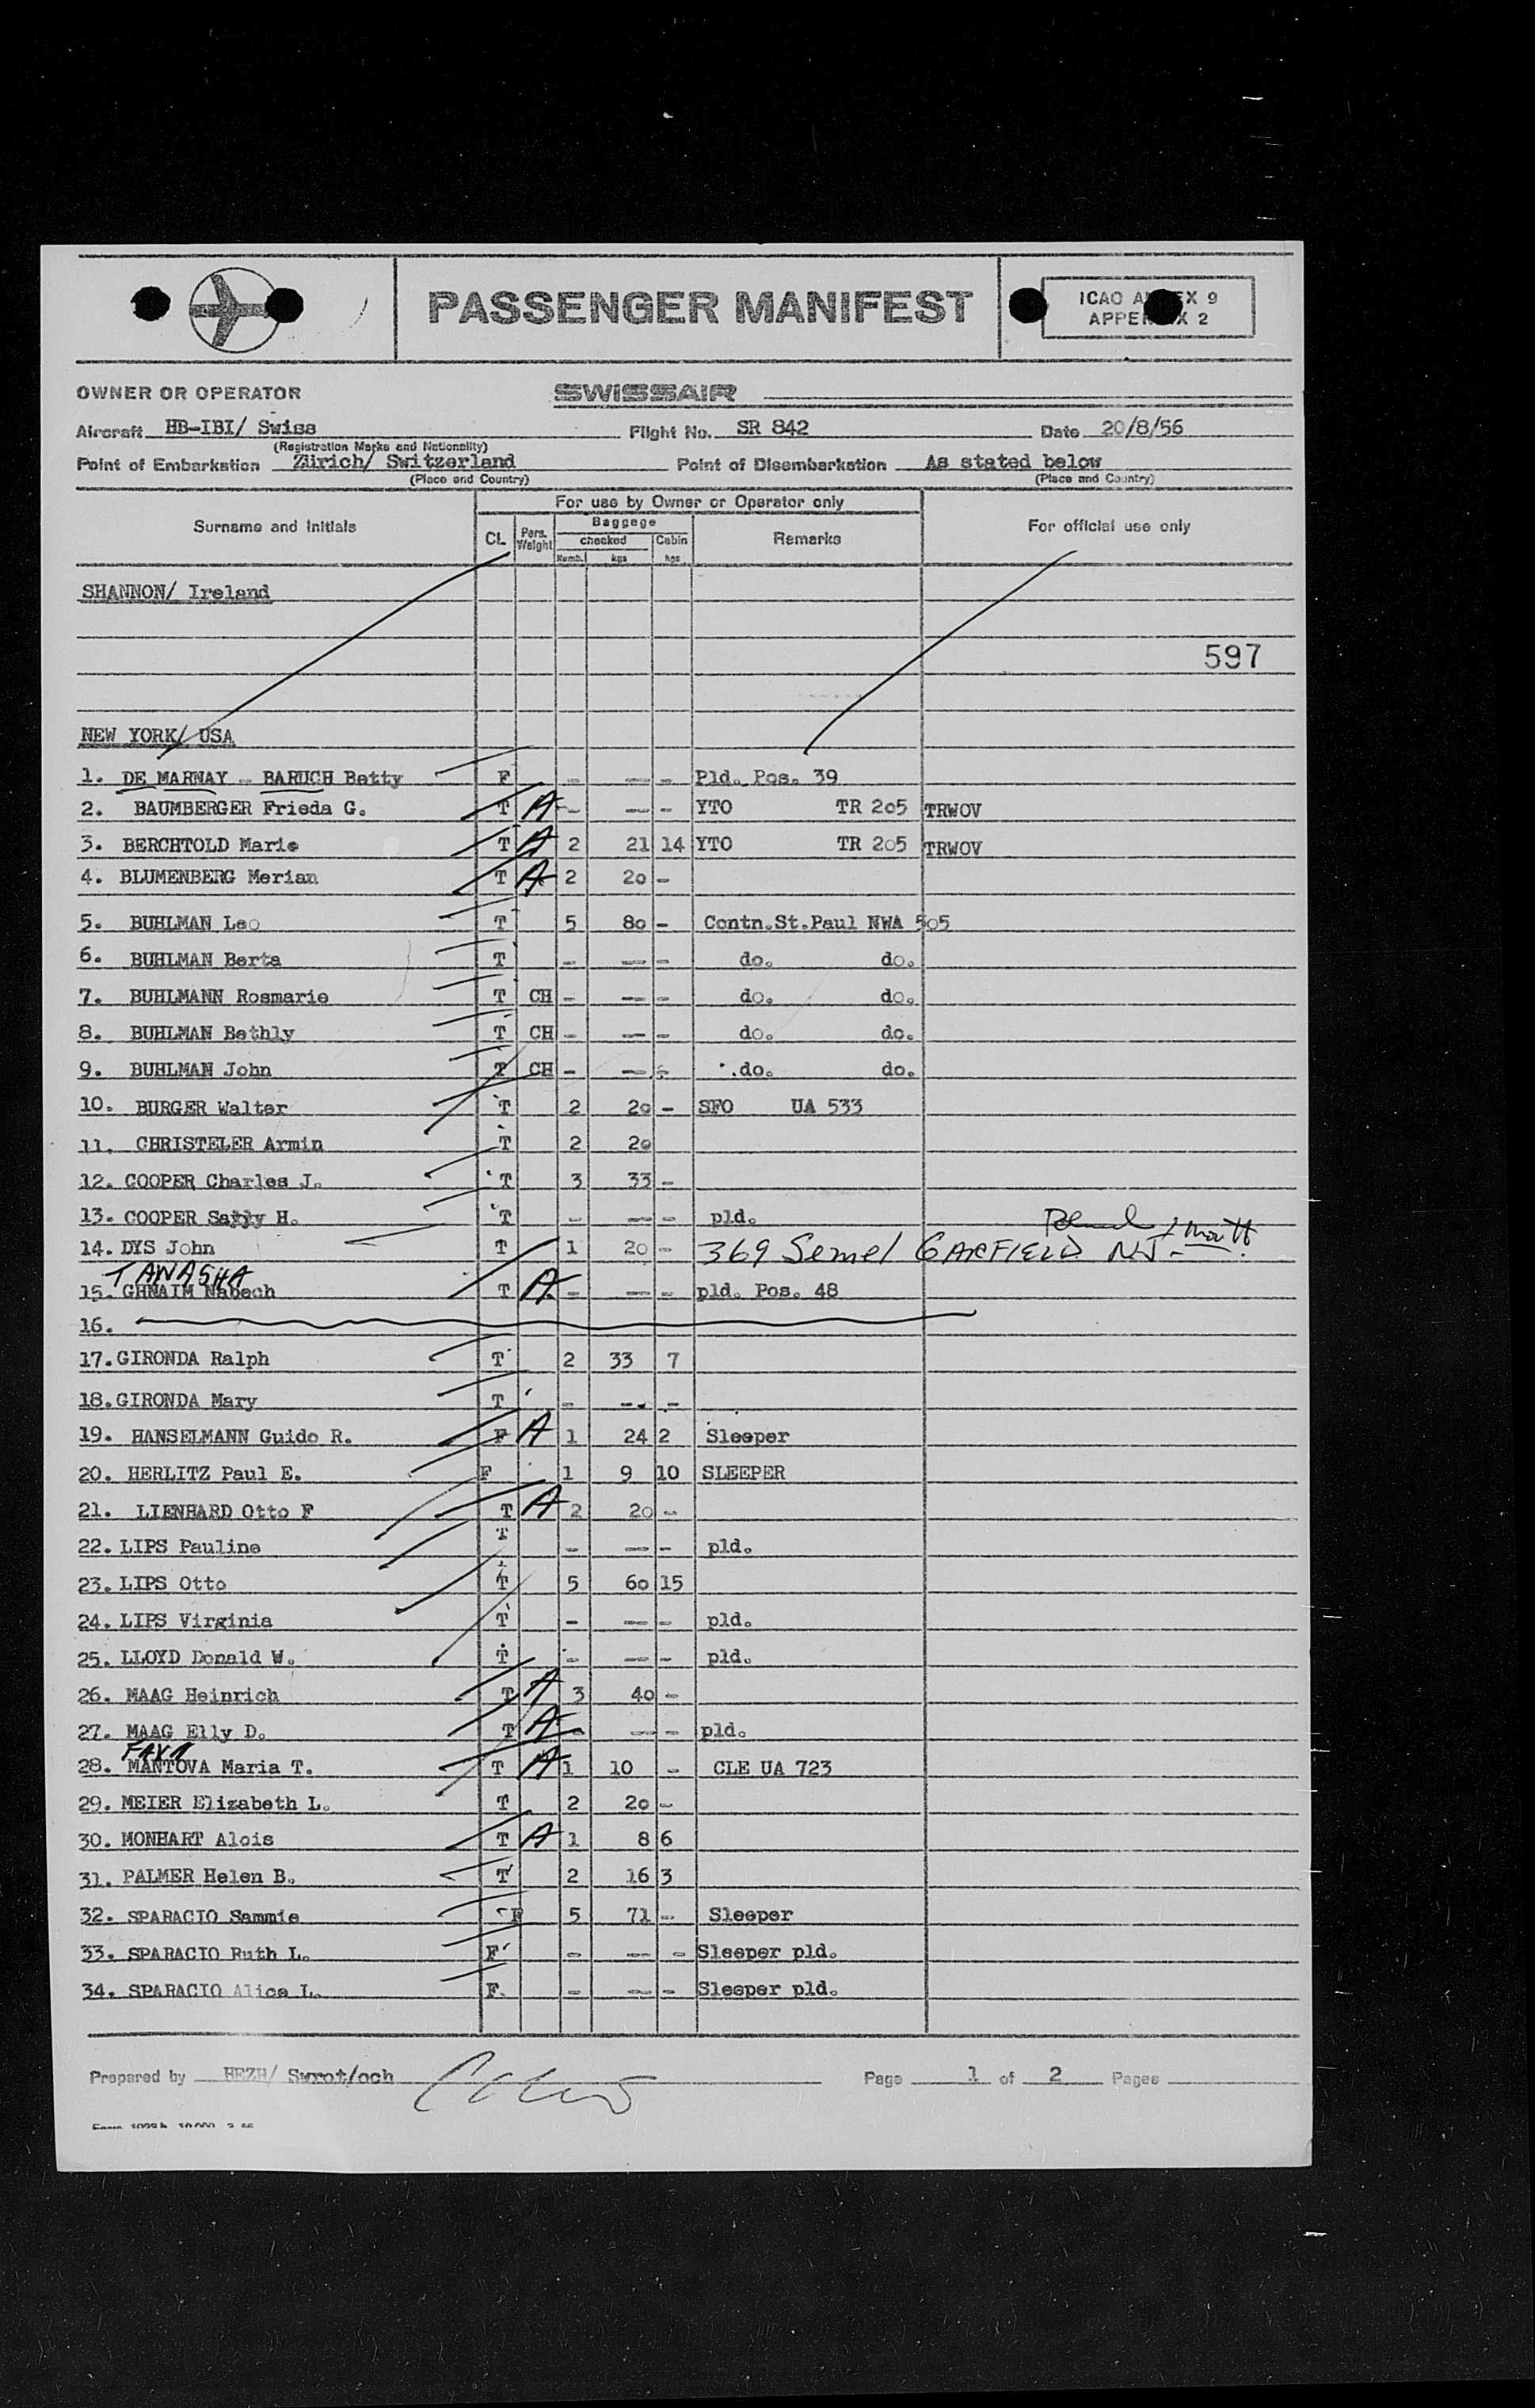 PASSENGER MANIFEST
ICAO ANNEX 9
APPENDIX 2
OWNER OR OPERATOR SWISSAIR
Aircraft HB-IBI/ Swiss Flight No. SR 842 Date 20/8/56
(Registration Marks and Nationality)
Point of Embarkation Zürich/ Switzerland Point of Disembarkation As stated below
(Place and Country) (Place and Country)
For use by Owner or Operator only
Surname and Initials CL Pers. Weight Baggage checked Cabin Numb. kgs kgs Remarks For official use only
SHANNON/ Ireland
597
NEW YORK/ USA
1. DE MARNAY - BARUCH Betty F - -- - Pld. Pos. 39
2. BAUMBERGER Frieda G. T A - -- - YTO TR 205 TRWOV
3. BERCHTOLD Marie T A 2 21 14 YTO TR 205 TRWOV
4. BLUMENBERG Merian T A 2 20 -
5. BUHLMAN Leo T 5 80 - Contn.St.Paul NWA 505
6. BUHLMAN Berta T - -- - do. do.
7. BUHLMANN Rosmarie T CH - -- - do. do.
8. BUHLMAN Bethly T CH - -- - do. do.
9. BUHLMAN John T CH - -- - do. do.
10. BURGER Walter T 2 20 - SFO UA 533
11. CHRISTELER Armin T 2 20
12. COOPER Charles J. T 3 33 -
13. COOPER Sally H. T - -- - pld.
14. DYS John T 1 20 - 369 Semel GARFIELD NJ.
TAWASHA
15. GHNAIM Nabech T A - -- - pld. Pos. 48
16.
17. GIRONDA Ralph T 2 33 7
18. GIRONDA Mary T - -- -
19. HANSELMANN Guido R. F A 1 24 2 Sleeper
20. HERLITZ Paul E. F 1 9 10 SLEEPER
21. LIENHARD Otto F T A 2 20 -
22. LIPS Pauline T - -- - pld.
23. LIPS Otto T 5 60 15
24. LIPS Virginia T - -- - pld.
25. LLOYD Donald W. T - -- - pld.
26. MAAG Heinrich T A 3 40 -
27. MAAG Elly D. T A - -- - pld.
FAVA
28. MANTOVA Maria T. T A 1 10 - CLE UA 723
29. MEIER Elizabeth L. T 2 20 -
30. MONHART Alois T A 1 8 6
31. PALMER Helen B. T 2 16 3
32. SPARACIO Sammie F 5 71 - Sleeper
33. SPARACIO Ruth L. F - -- - Sleeper pld.
34. SPARACIO Alice L. F. - -- - Sleeper pld.
Prepared by HEZH/ Swrot/och Page 1 of 2 Pages